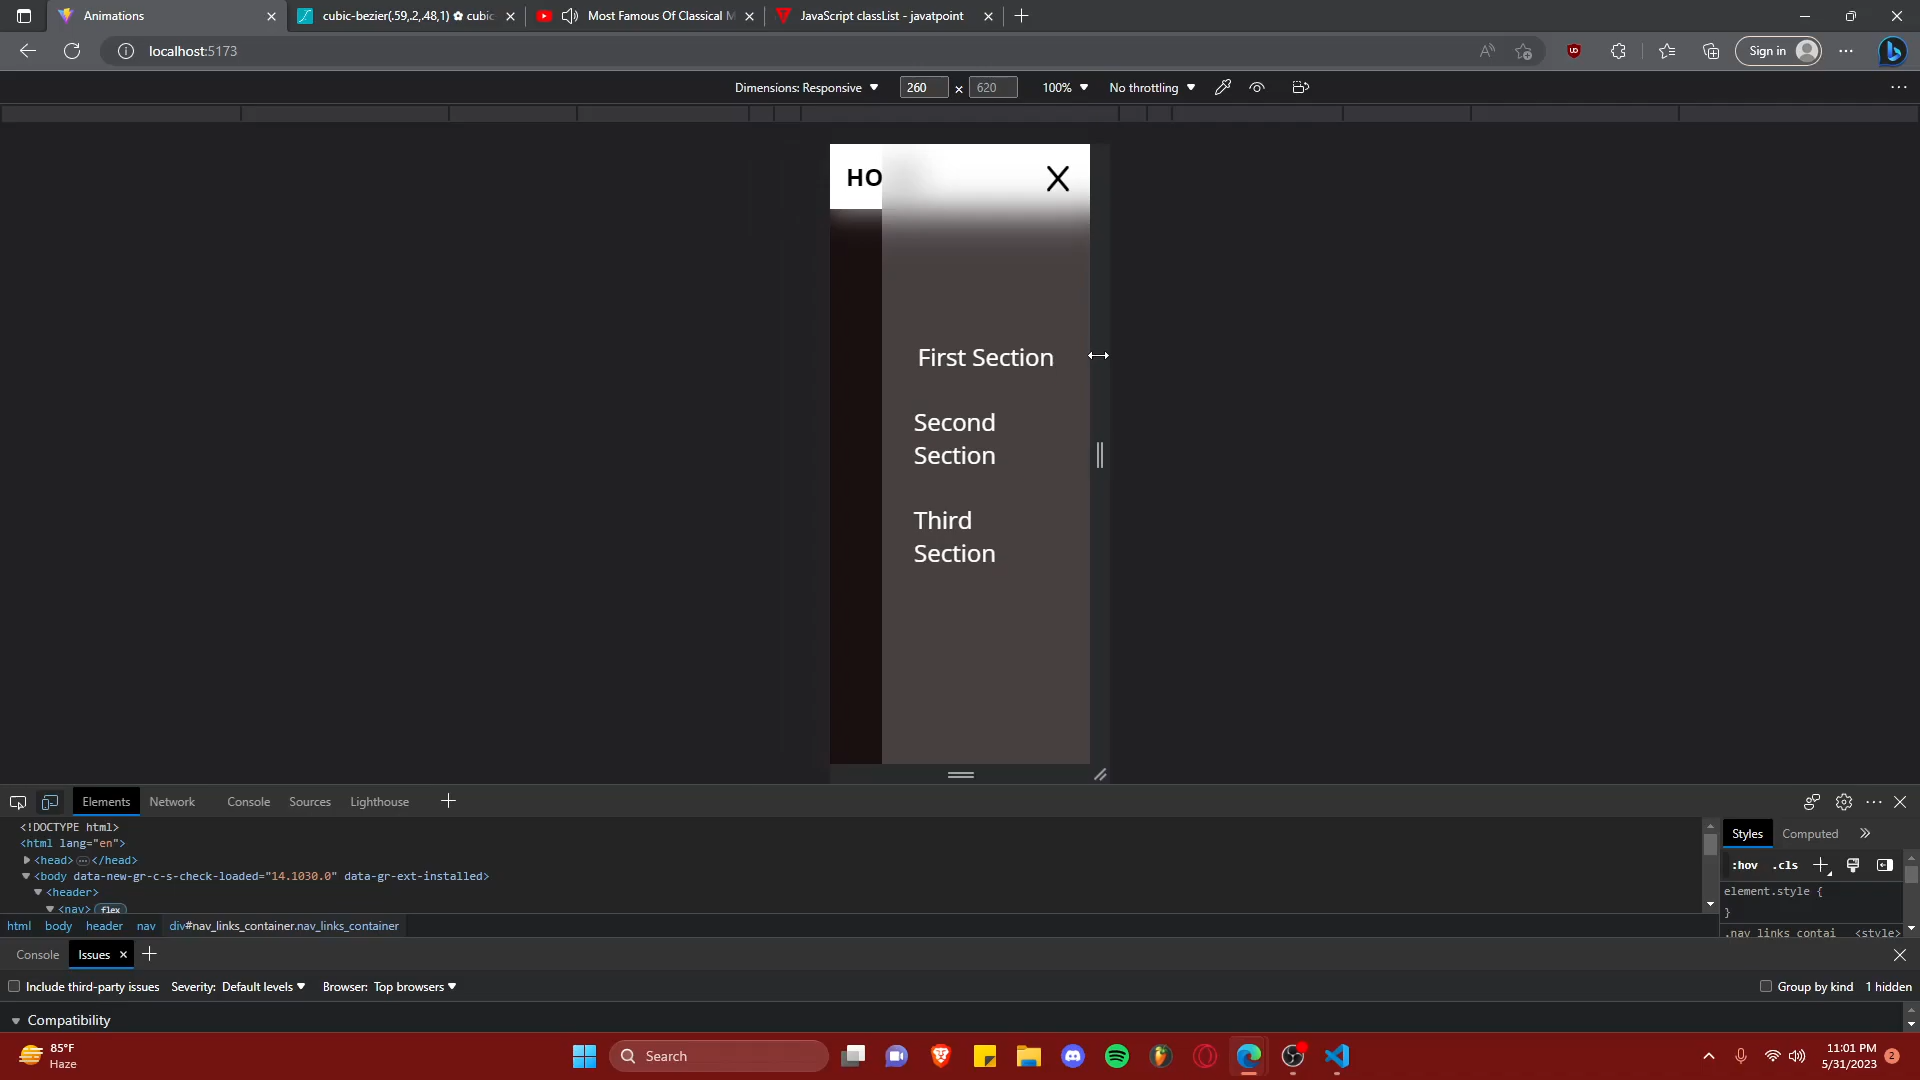 Animations
cubic-bezier(.59,.2,.48,1) ✿ cubic
Most Famous Of Classical M
JavaScript classList - javatpoint
localhost:5173
Sign in
Dimensions: Responsive
260 × 620
100%
No throttling
HO
First Section
Second
Section
Third
Section
Elements
Network
Console
Sources
Lighthouse
<!DOCTYPE html>
<html lang="en">
<head> … </head>
<body data-new-gr-c-s-check-loaded="14.1030.0" data-gr-ext-installed>
<header>
<nav> flex
html body header nav div#nav_links_container.nav_links_container
Styles
Computed
:hov .cls
element.style {
}
.nav_links_contai <style>
Console
Issues
Include third-party issues
Severity: Default levels
Browser: Top browsers
Group by kind
1 hidden
Compatibility
85°F
Haze
Search
11:01 PM
5/31/2023
2